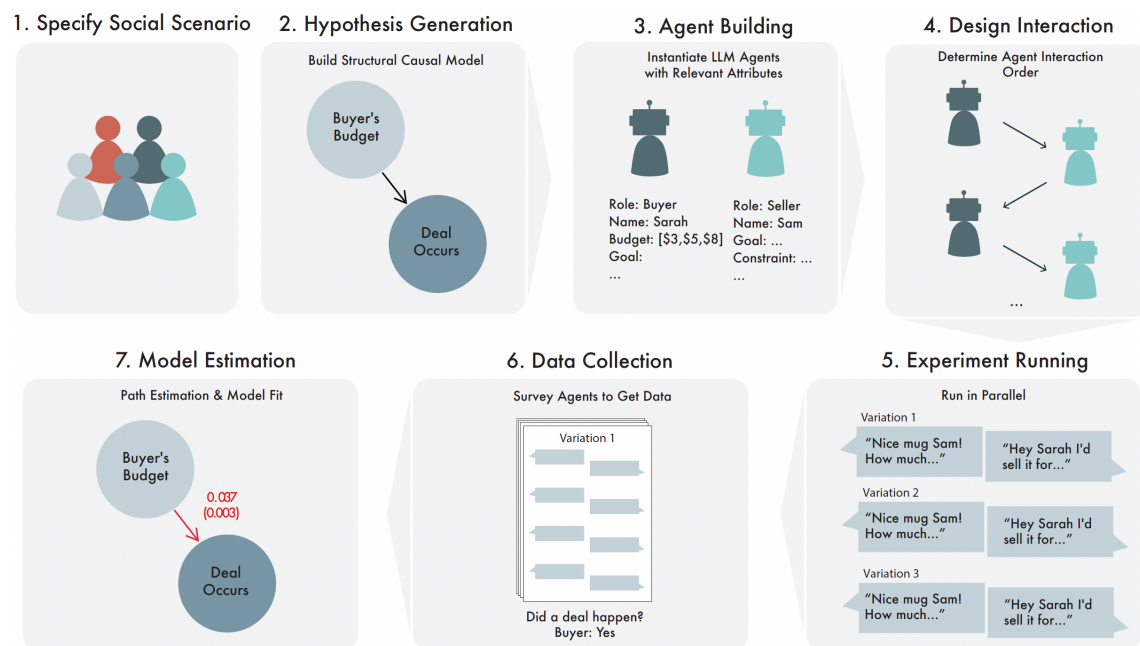 1. Specify Social Scenario
2. Hypothesis Generation
Build Structural Causal Model
Buyer's
Budget
Deal
Occurs
3. Agent Building
Instantiate LLM Agents
with Relevant Attributes
Role: Buyer
Name: Sarah
Budget: [$3,$5,$8]
Goal:
...
Role: Seller
Name: Sam
Goal: ...
Constraint: ...
...
4. Design Interaction
Determine Agent Interaction
Order
...
5. Experiment Running
Run in Parallel
Variation 1
“Nice mug Sam!
How much...”
“Hey Sarah I'd
sell it for...”
Variation 2
“Nice mug Sam!
How much...”
“Hey Sarah I'd
sell it for...”
Variation 3
“Nice mug Sam!
How much...”
“Hey Sarah I'd
sell it for...”
6. Data Collection
Survey Agents to Get Data
Variation 1
Did a deal happen?
Buyer: Yes
7. Model Estimation
Path Estimation & Model Fit
Buyer's
Budget
0.037
(0.003)
Deal
Occurs